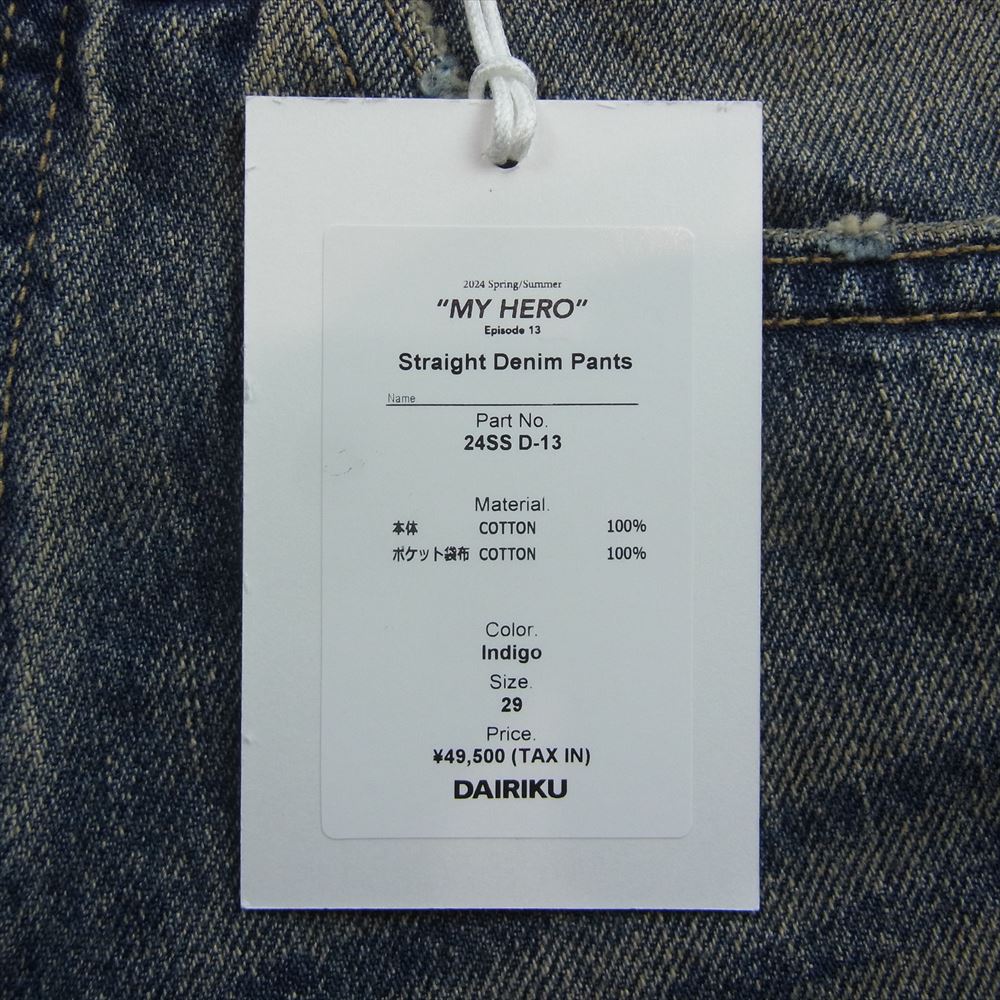 2024 Spring/Summer
“MY HERO”
Episode 13
Straight Denim Pants
Name
Part No.
24SS D-13
Material.
本体 COTTON 100%
ポケット袋布 COTTON 100%
Color.
Indigo
Size.
29
Price.
¥49,500 (TAX IN)
DAIRIKU